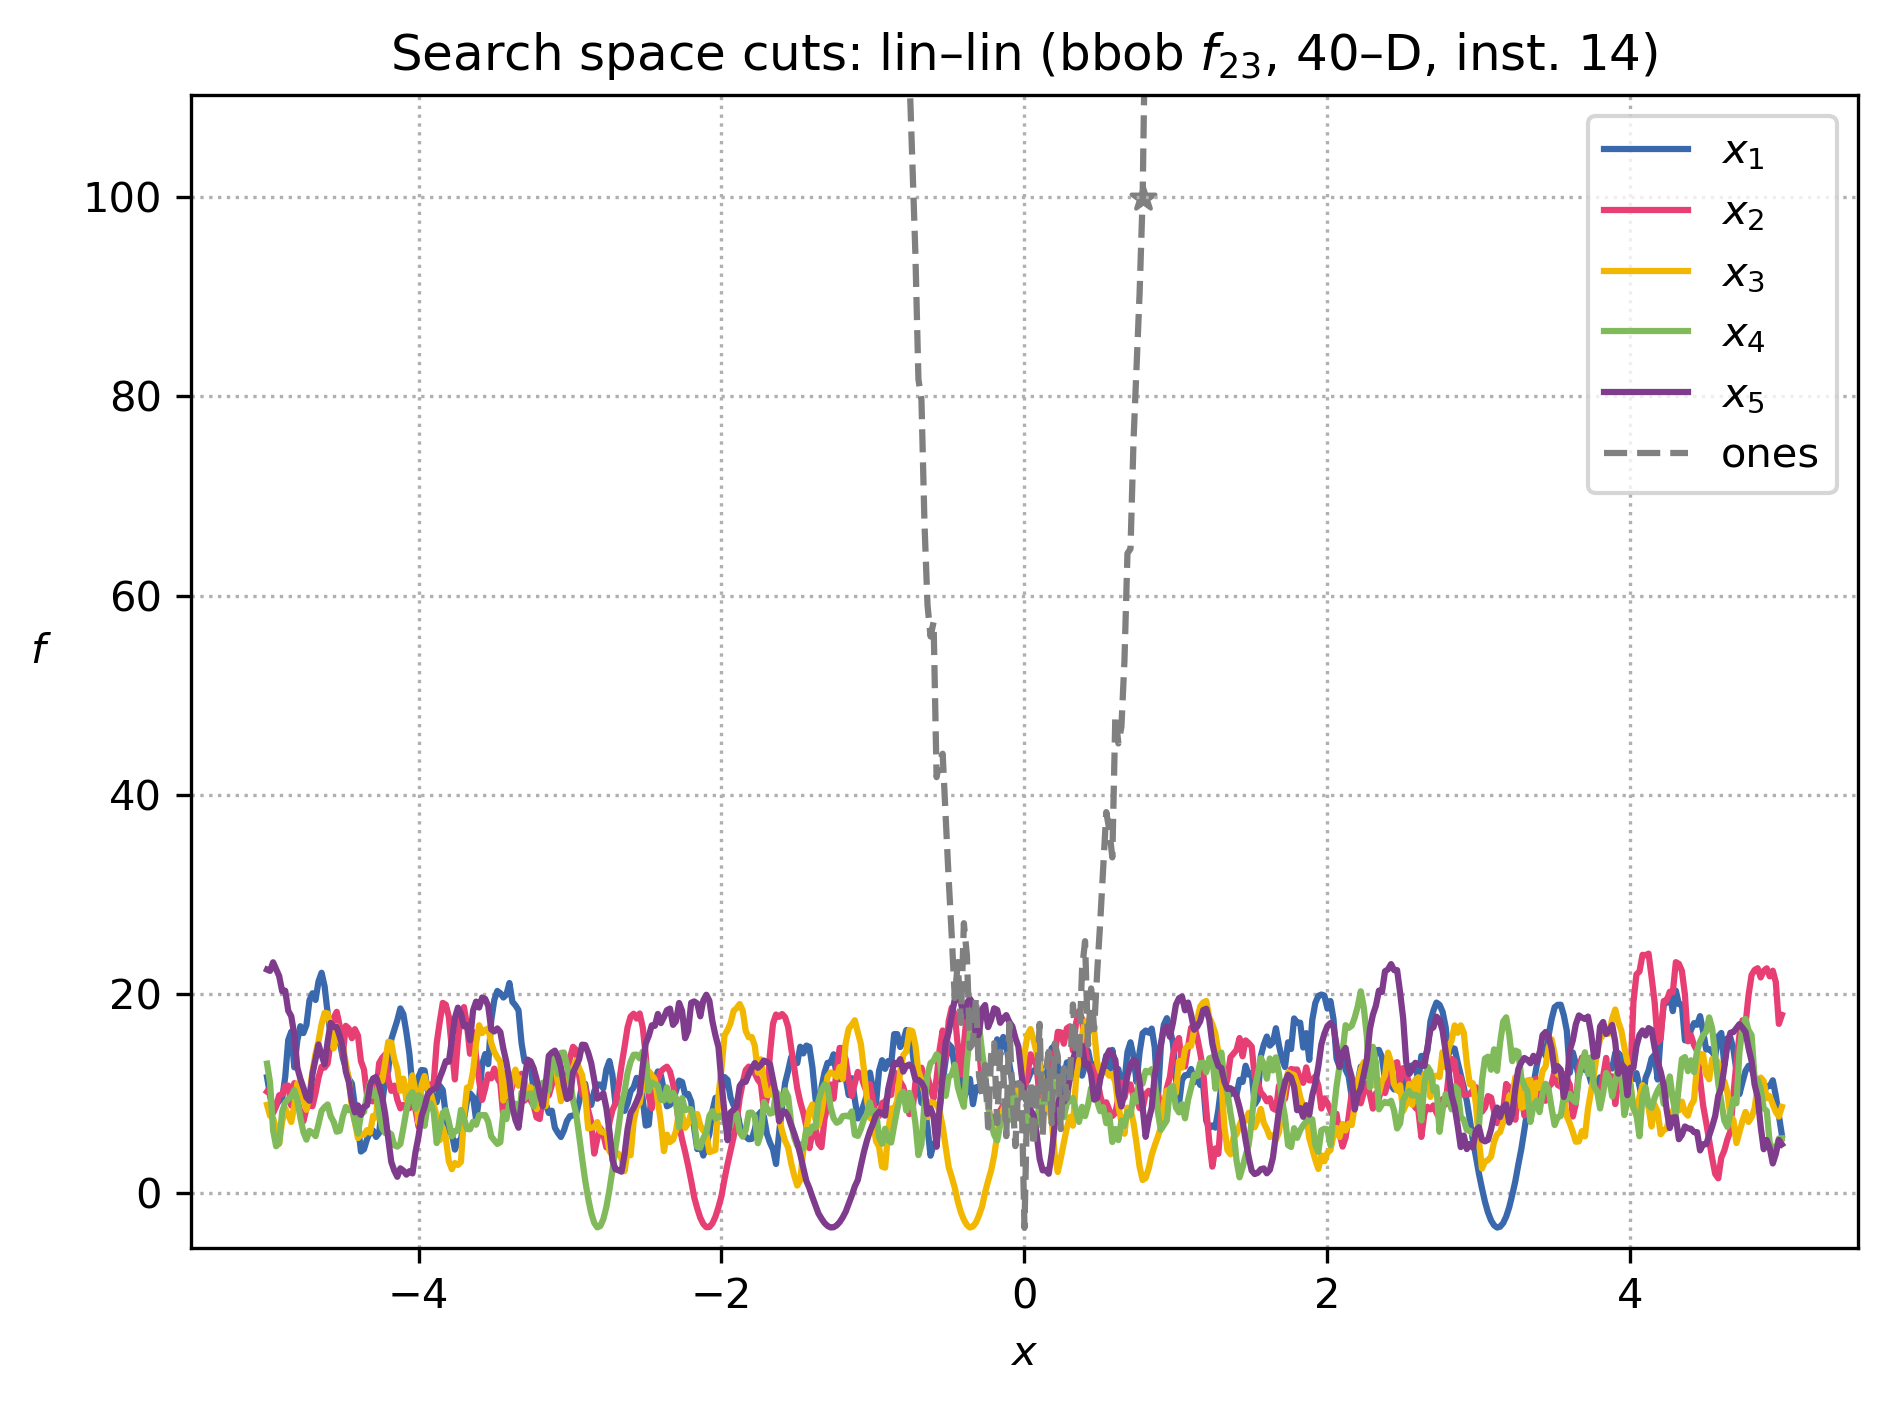 Search space cuts: lin–lin (bbob f₂₃, 40–D, inst. 14)
100
80
60
40
20
0
f
−4
−2
0
2
4
x
x₁
x₂
x₃
x₄
x₅
ones